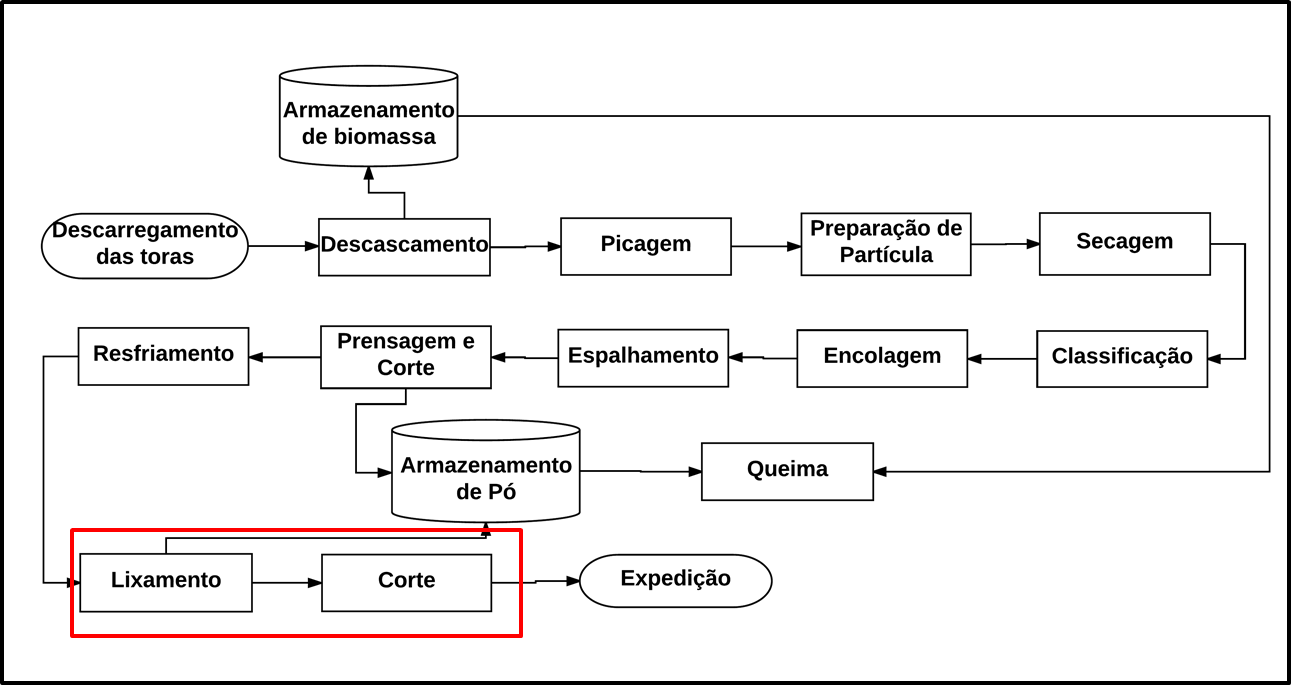 Armazenamento
de biomassa
Descarregamento
das toras
Descascamento
Picagem
Preparação de
Partícula
Secagem
Resfriamento
Prensagem e
Corte
Espalhamento
Encolagem
Classificação
Armazenamento
de Pó
Queima
Lixamento
Corte
Expedição